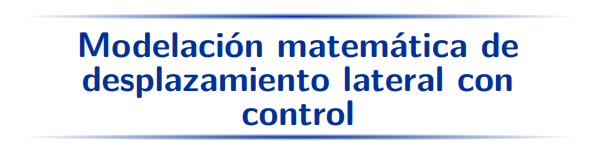 Modelación matemática de
desplazamiento lateral con
control